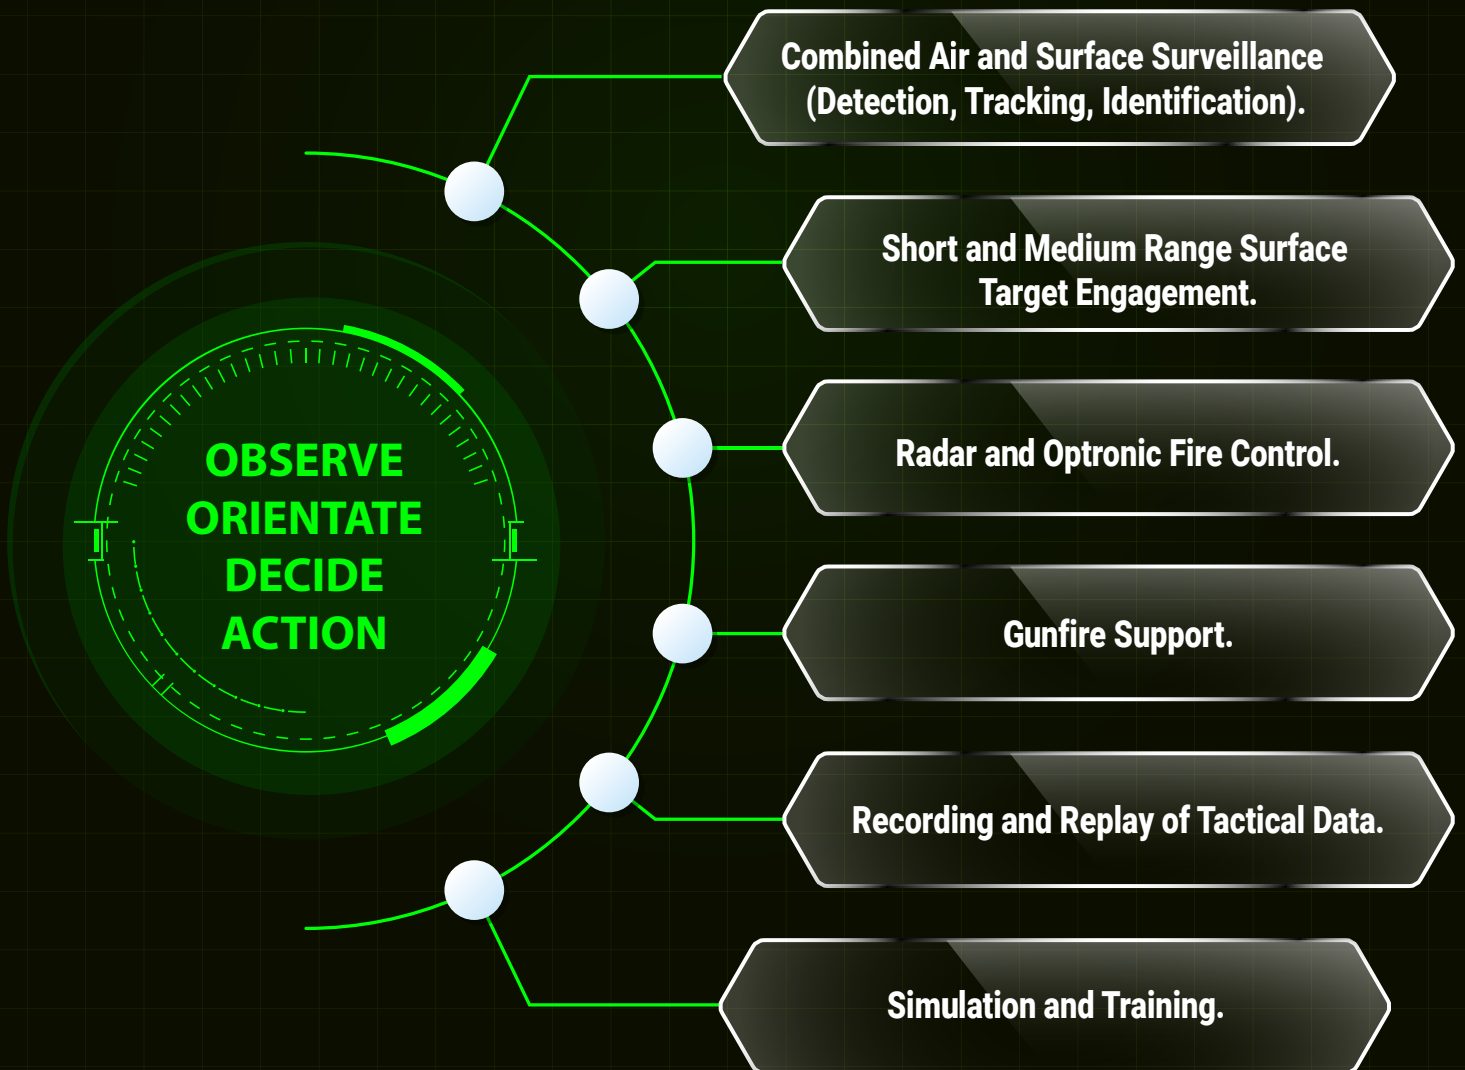 Combined Air and Surface Surveillance
(Detection, Tracking, Identification).
Short and Medium Range Surface
Target Engagement.
Radar and Optronic Fire Control.
OBSERVE
ORIENTATE
DECIDE
ACTION
Gunfire Support.
Recording and Replay of Tactical Data.
Simulation and Training.